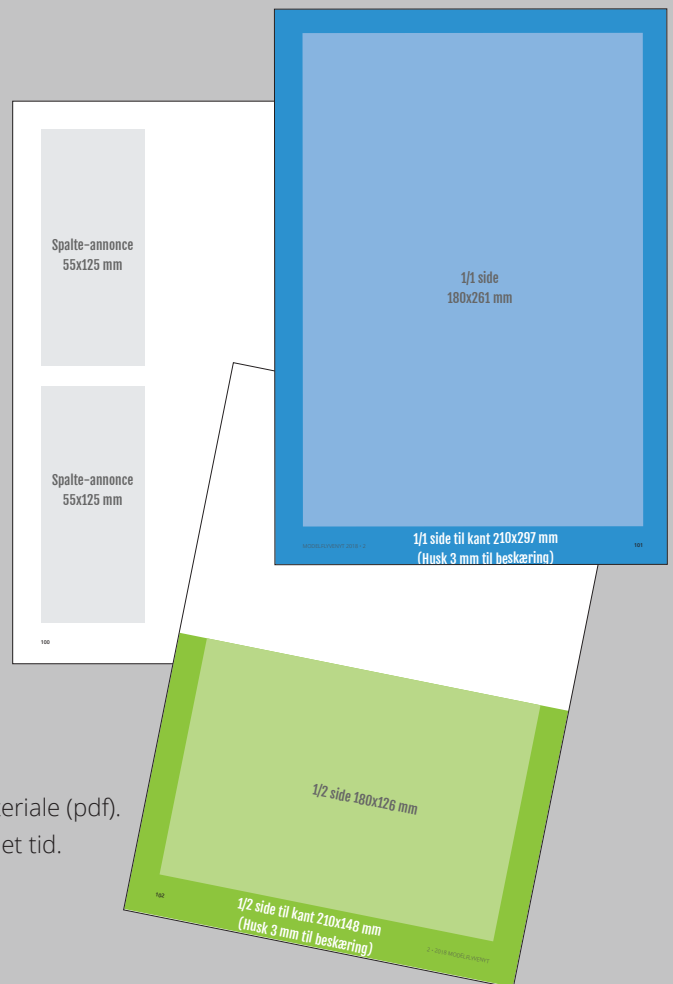 Spalte-annonce
55x125 mm
Spalte-annonce
55x125 mm
100
1/1 side
180x261 mm
1/1 side til kant 210x297 mm
(Husk 3 mm til beskæring)
101
1/2 side 180x126 mm
102
1/2 side til kant 210x148 mm
(Husk 3 mm til beskæring)
eriale (pdf).
et tid.